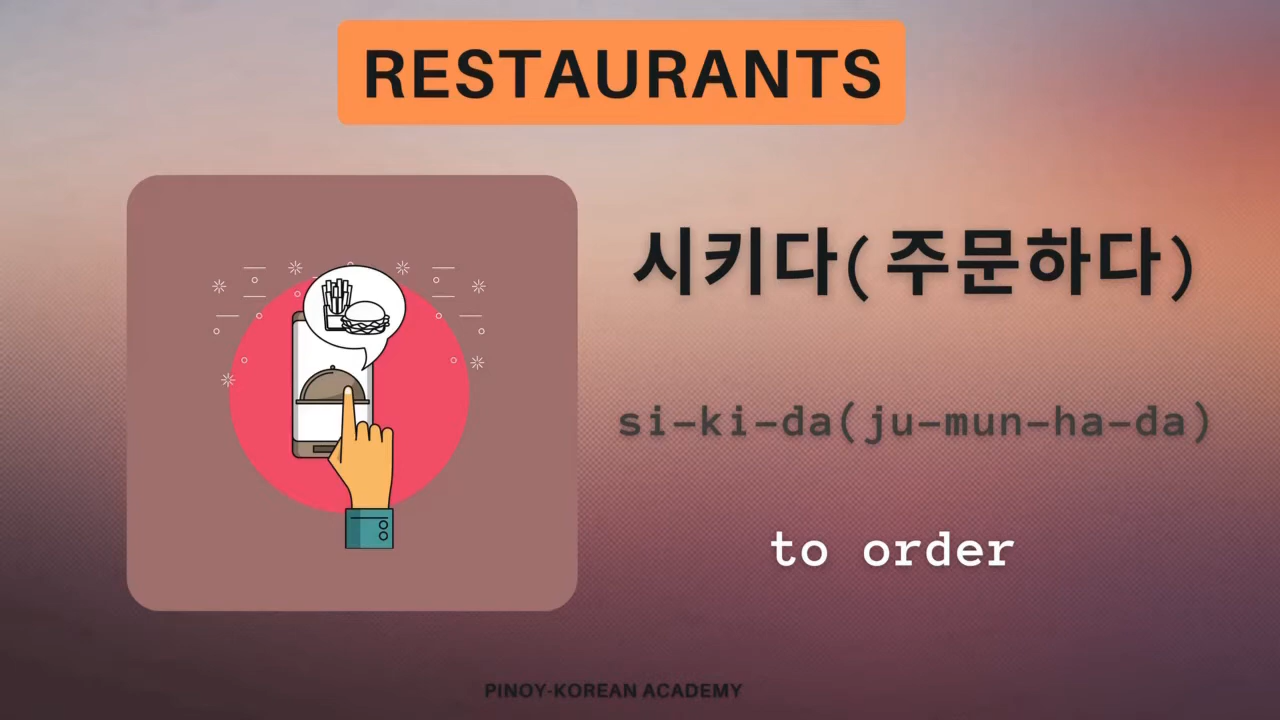 RESTAURANTS
시키다(주문하다)
si-ki-da(ju-mun-ha-da)
to order
PINOY-KOREAN ACADEMY